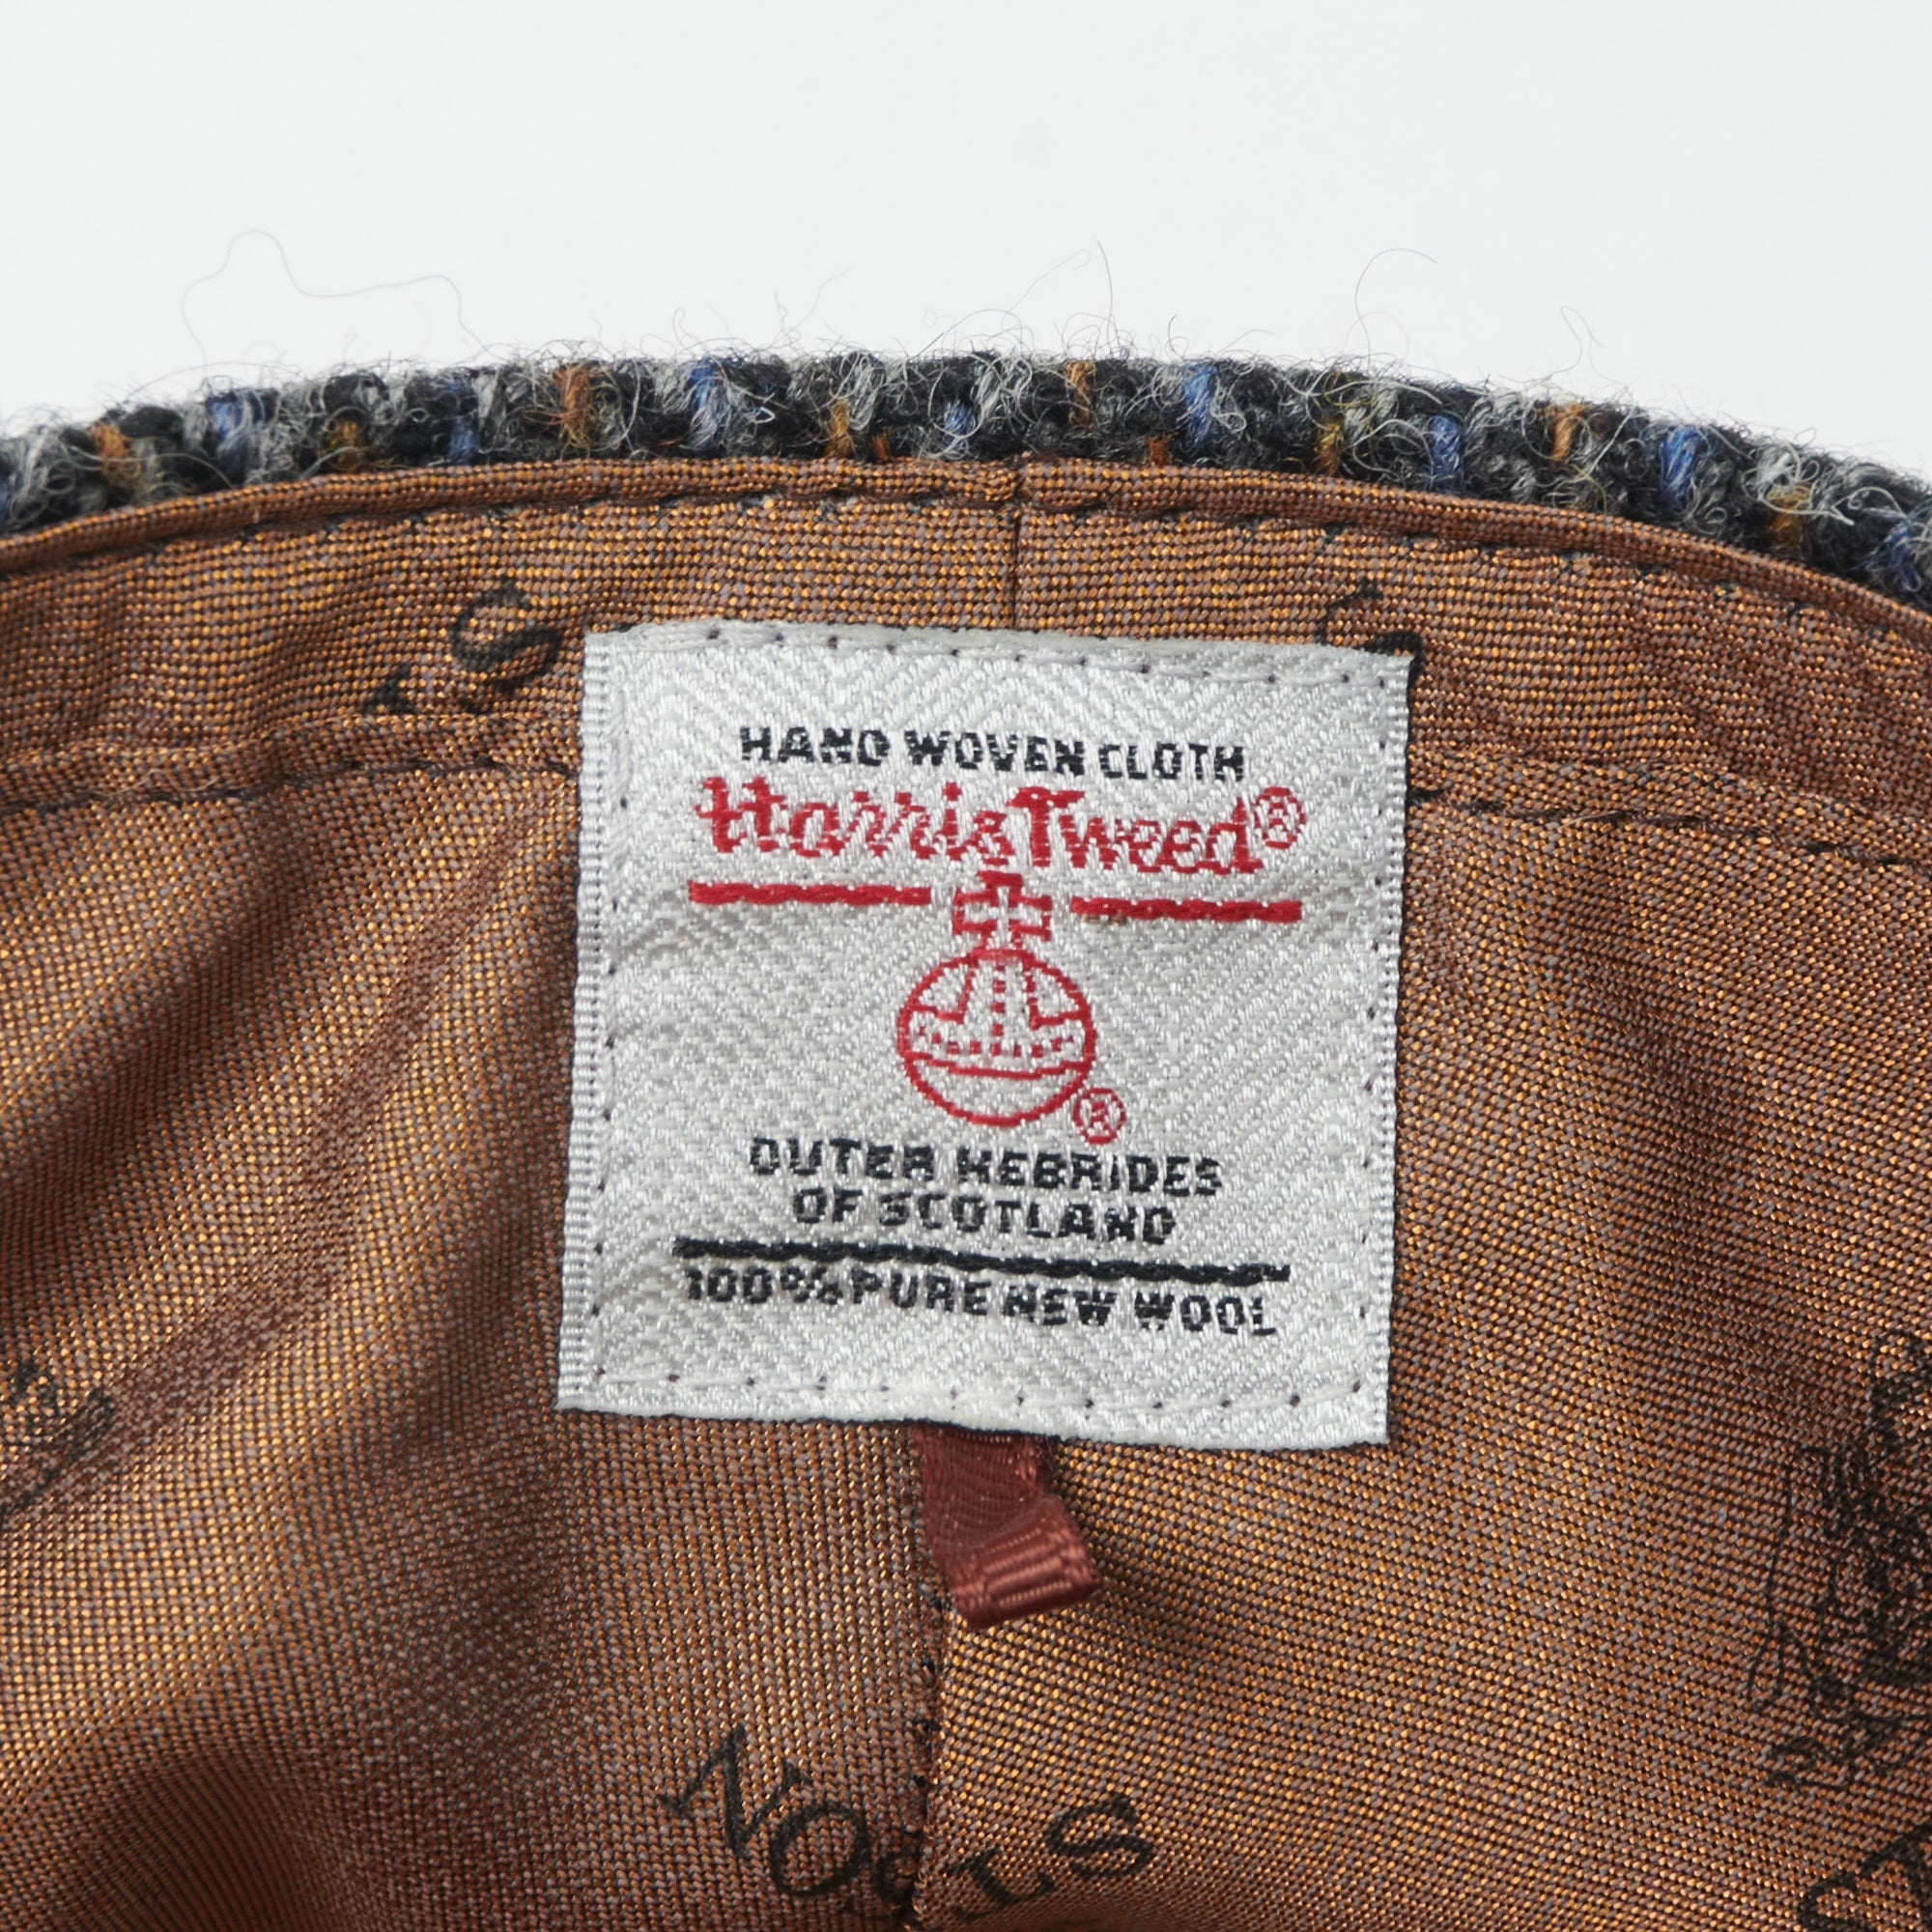 HAND WOVEN CLOTH
Harris Tweed®
®
OUTER HEBRIDES
OF SCOTLAND
100% PURE NEW WOOL